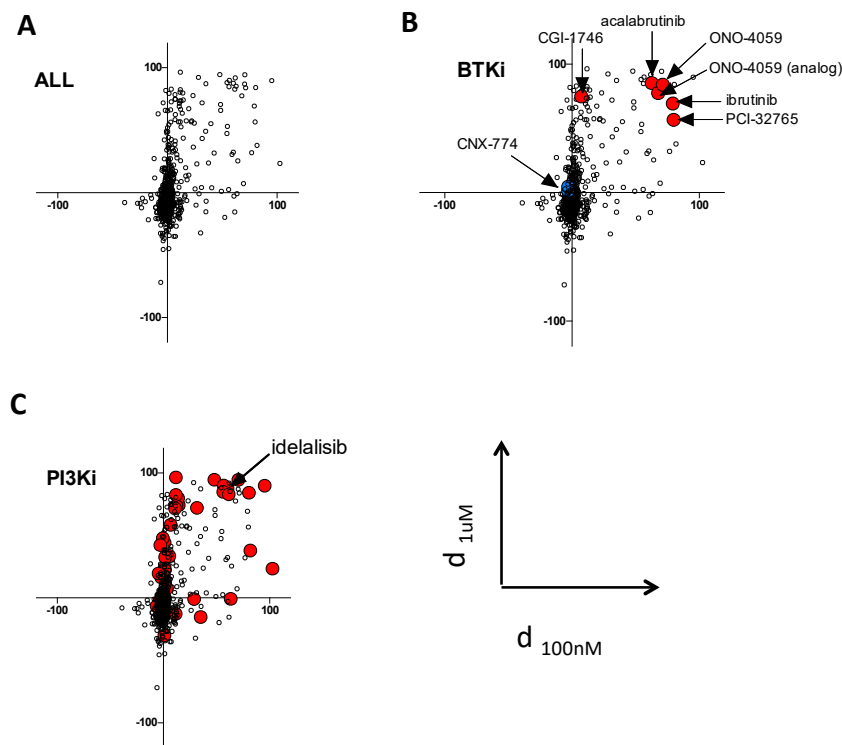 A
ALL
100
-100
100
-100
B
BTKi
acalabrutinib
CGI-1746
ONO-4059
ONO-4059 (analog)
ibrutinib
PCI-32765
CNX-774
100
-100
100
-100
C
PI3Ki
idelalisib
100
-100
100
-100
d 1uM
d 100nM